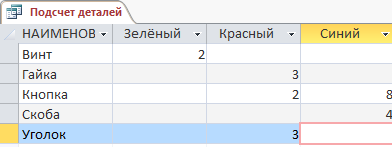 Подсчет деталей
НАИМЕНОВ Зелёный Красный Синий
Винт 2
Гайка 3
Кнопка 2 8
Скоба 4
Уголок 3